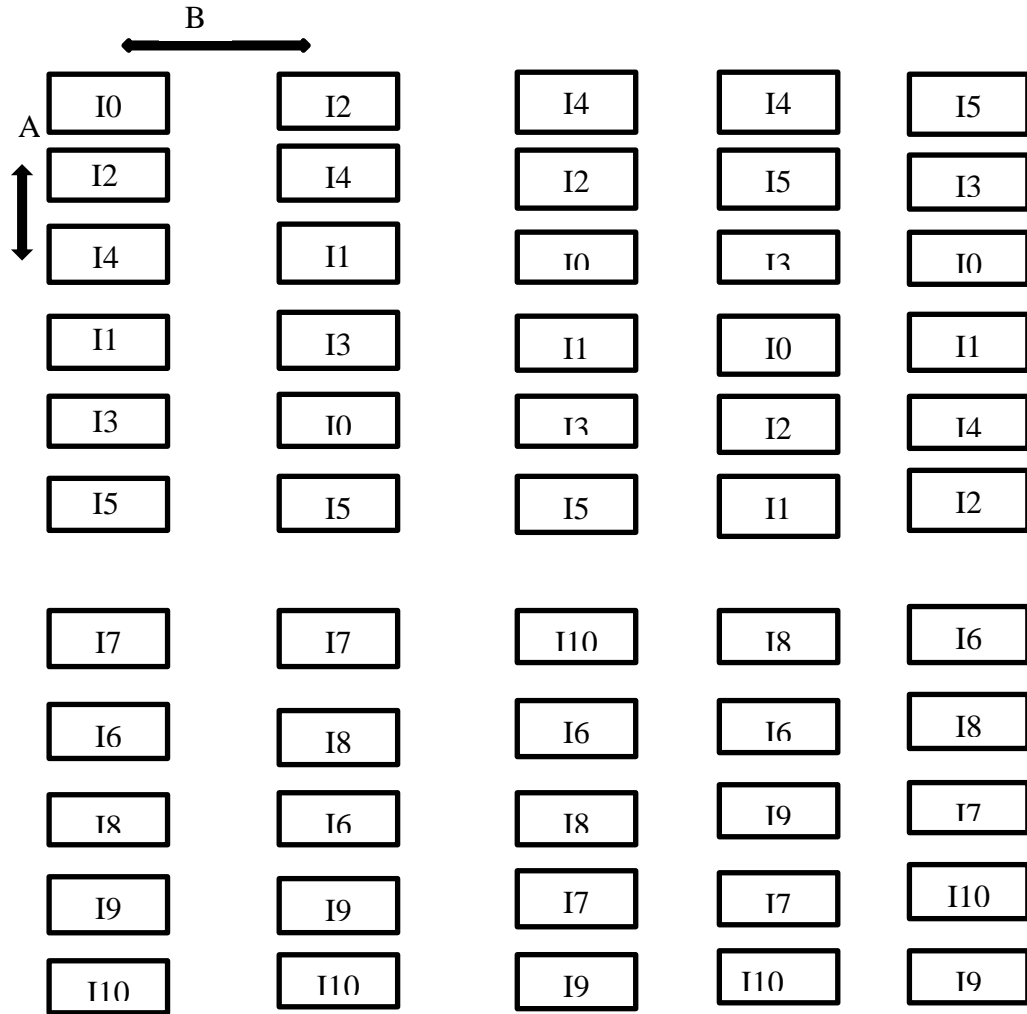 B
I0 I2 I4 I4 I5
A
I2 I4 I2 I5 I3
I4 I1 I0 I3 I0
I1 I3 I1 I0 I1
I3 I0 I3 I2 I4
I5 I5 I5 I1 I2
I7 I7 I10 I8 I6
I6 I8 I6 I6 I8
I8 I6 I8 I9 I7
I9 I9 I7 I7 I10
I10 I10 I9 I10 I9